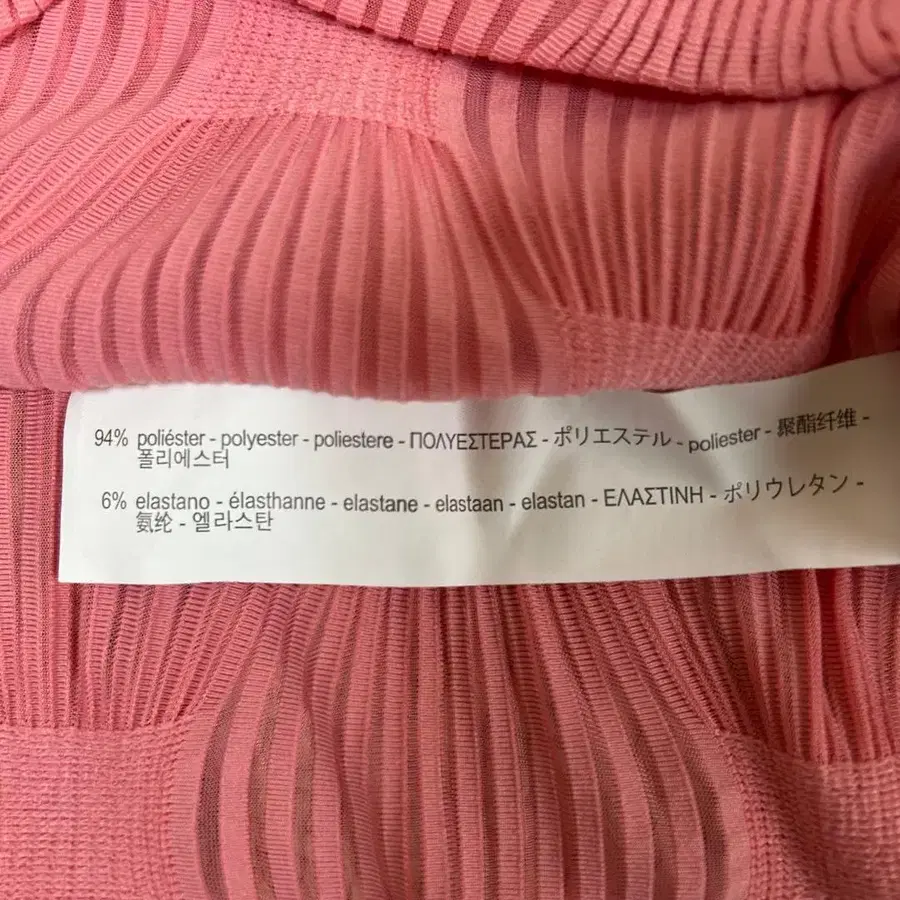 94% poliéster - polyester - poliestere - ΠΟΛΥΕΣΤΕΡΑΣ - ポリエステル - poliester - 聚酯纤维 -
폴리에스터
6% elastano - élasthanne - elastane - elastaan - elastan - ΕΛΑΣΤΙΝΗ - ポリウレタン -
氨纶 - 엘라스탄